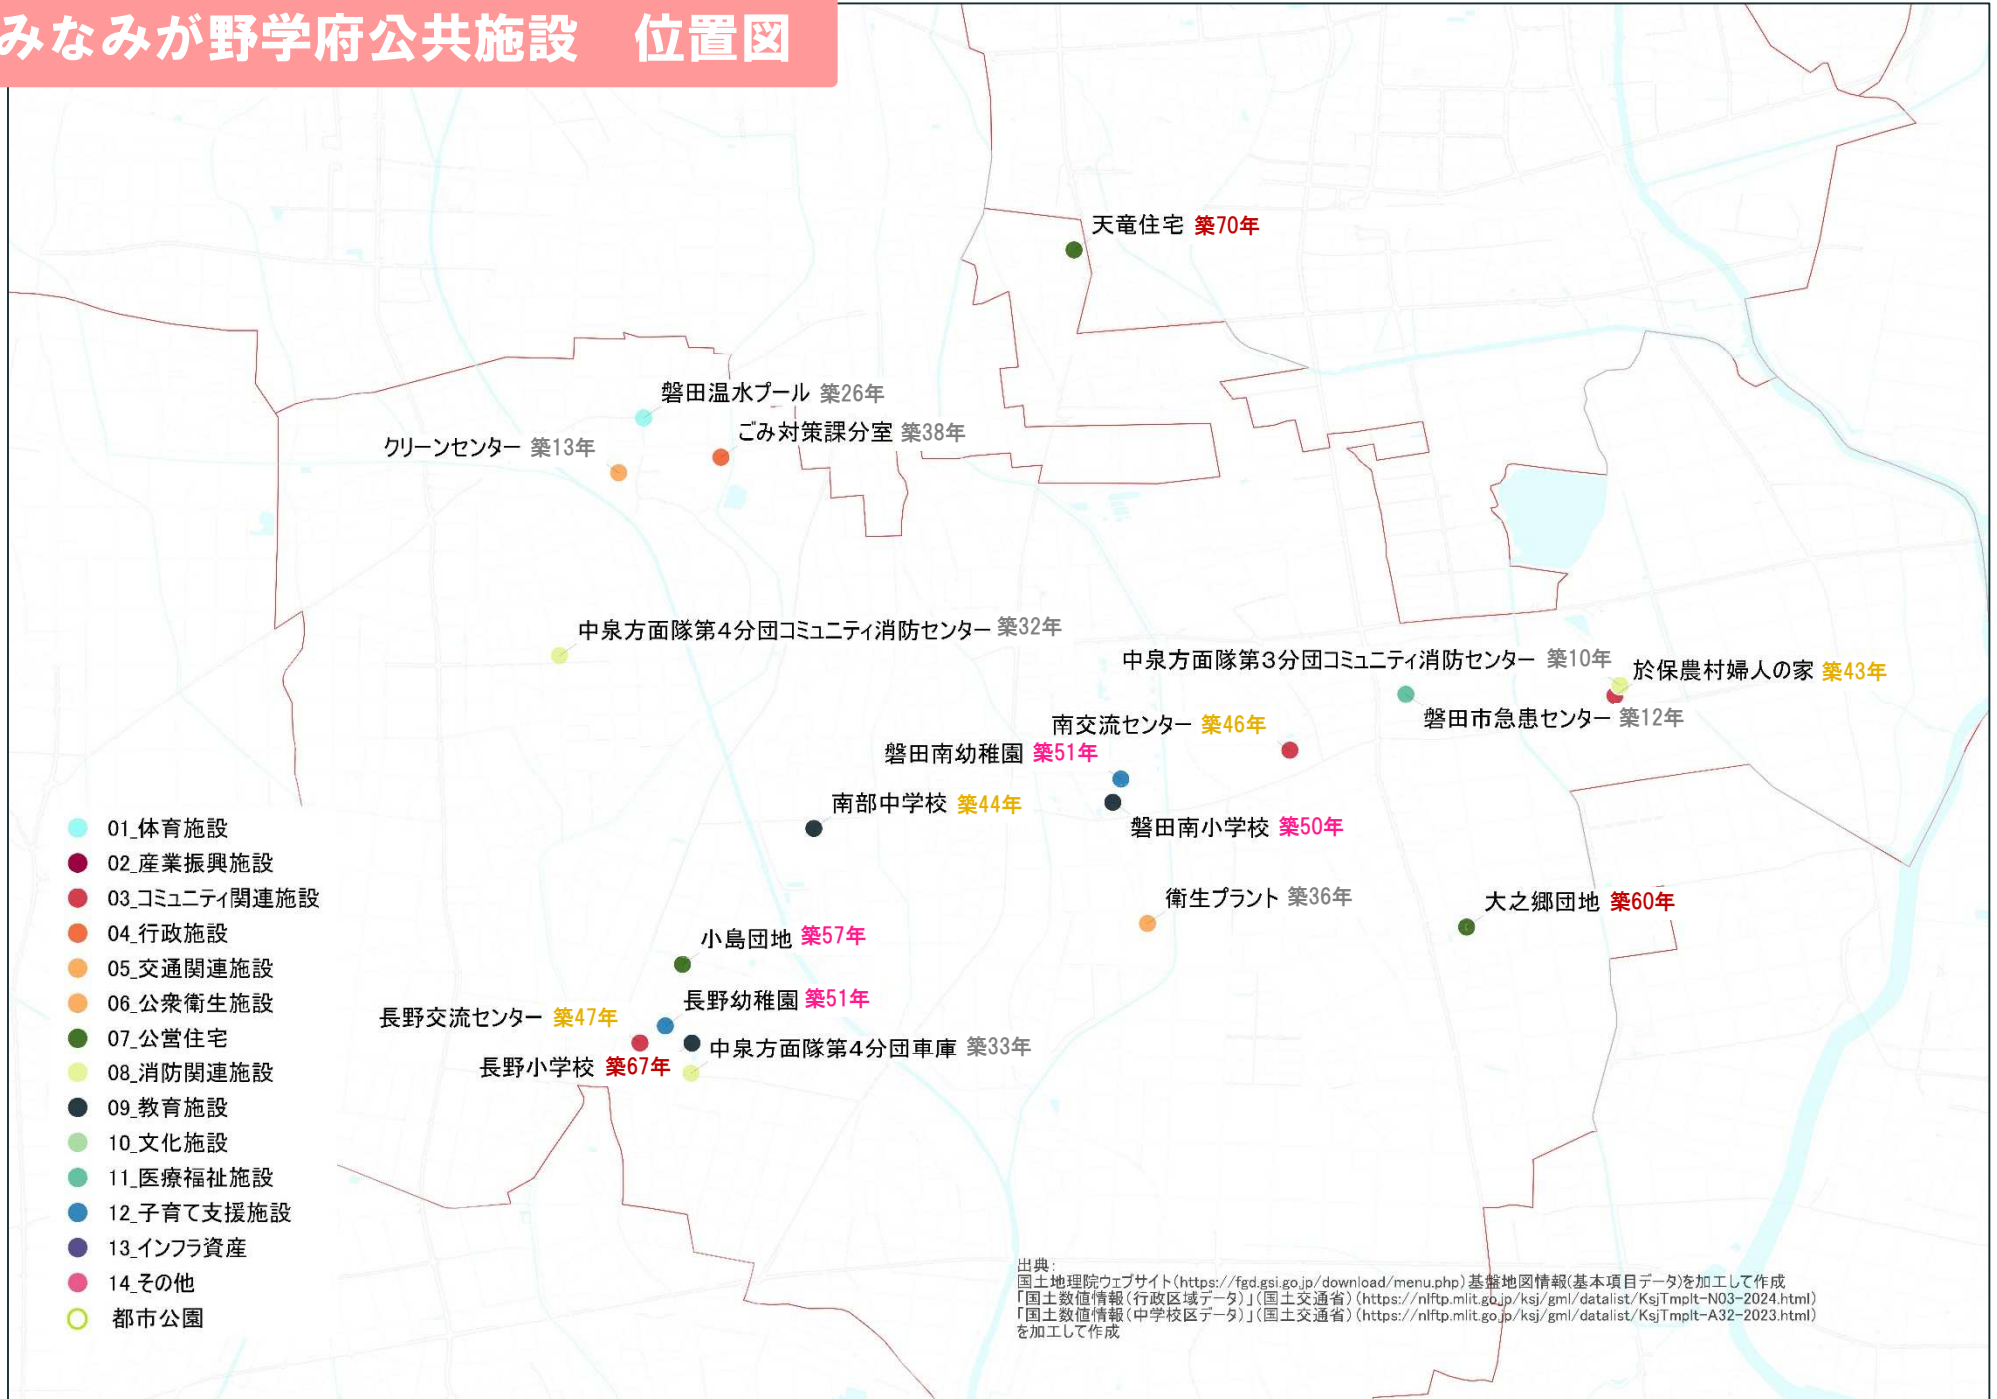 みなみが野学府公共施設　位置図
天竜住宅 築70年
磐田温水プール 築26年
ごみ対策課分室 築38年
クリーンセンター 築13年
中泉方面隊第4分団コミュニティ消防センター 築32年
中泉方面隊第3分団コミュニティ消防センター 築10年
於保農村婦人の家 築43年
磐田市急患センター 築12年
南交流センター 築46年
磐田南幼稚園 築51年
南部中学校 築44年
磐田南小学校 築50年
衛生プラント 築36年
大之郷団地 築60年
小島団地 築57年
長野幼稚園 築51年
長野交流センター 築47年
中泉方面隊第4分団車庫 築33年
長野小学校 築67年
01_体育施設
02_産業振興施設
03_コミュニティ関連施設
04_行政施設
05_交通関連施設
06_公衆衛生施設
07_公営住宅
08_消防関連施設
09_教育施設
10_文化施設
11_医療福祉施設
12_子育て支援施設
13_インフラ資産
14_その他
都市公園
出典:
国土地理院ウェブサイト(https://fgd.gsi.go.jp/download/menu.php)基盤地図情報(基本項目データ)を加工して作成
「国土数値情報(行政区域データ)」(国土交通省)(https://nlftp.mlit.go.jp/ksj/gml/datalist/KsjTmplt-N03-2024.html)
「国土数値情報(中学校区データ)」(国土交通省)(https://nlftp.mlit.go.jp/ksj/gml/datalist/KsjTmplt-A32-2023.html)
を加工して作成